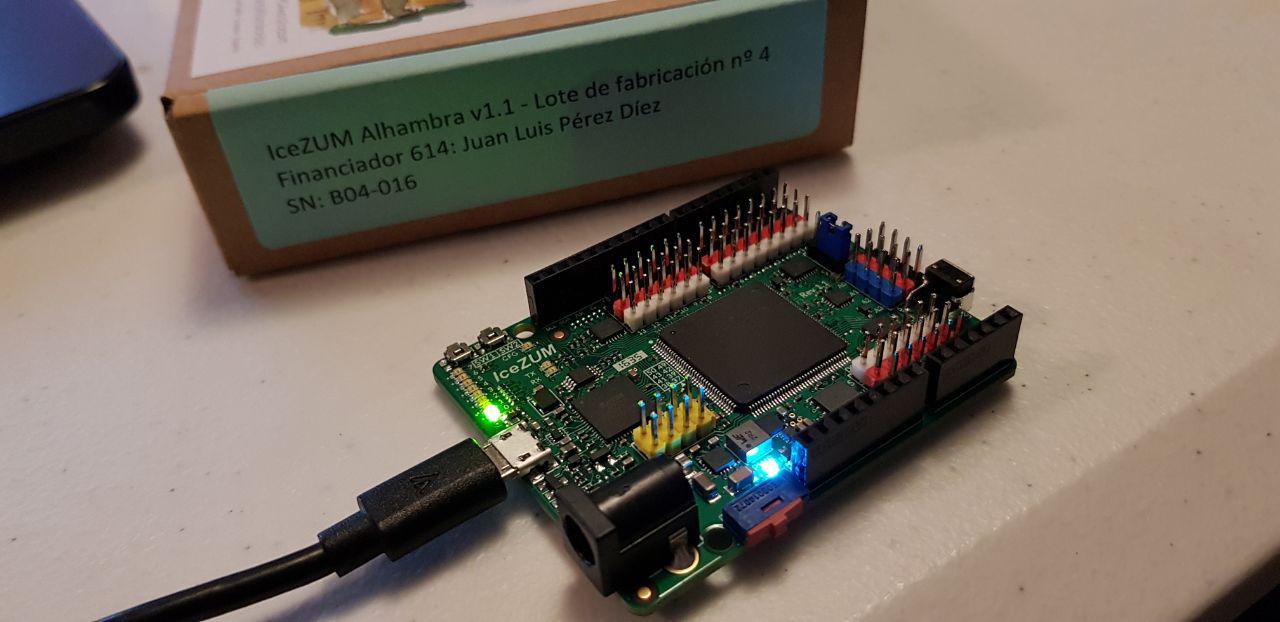 IceZUM Alhambra v1.1 - Lote de fabricación nº 4
Financiador 614: Juan Luis Pérez Díez
SN: B04-016
IceZUM